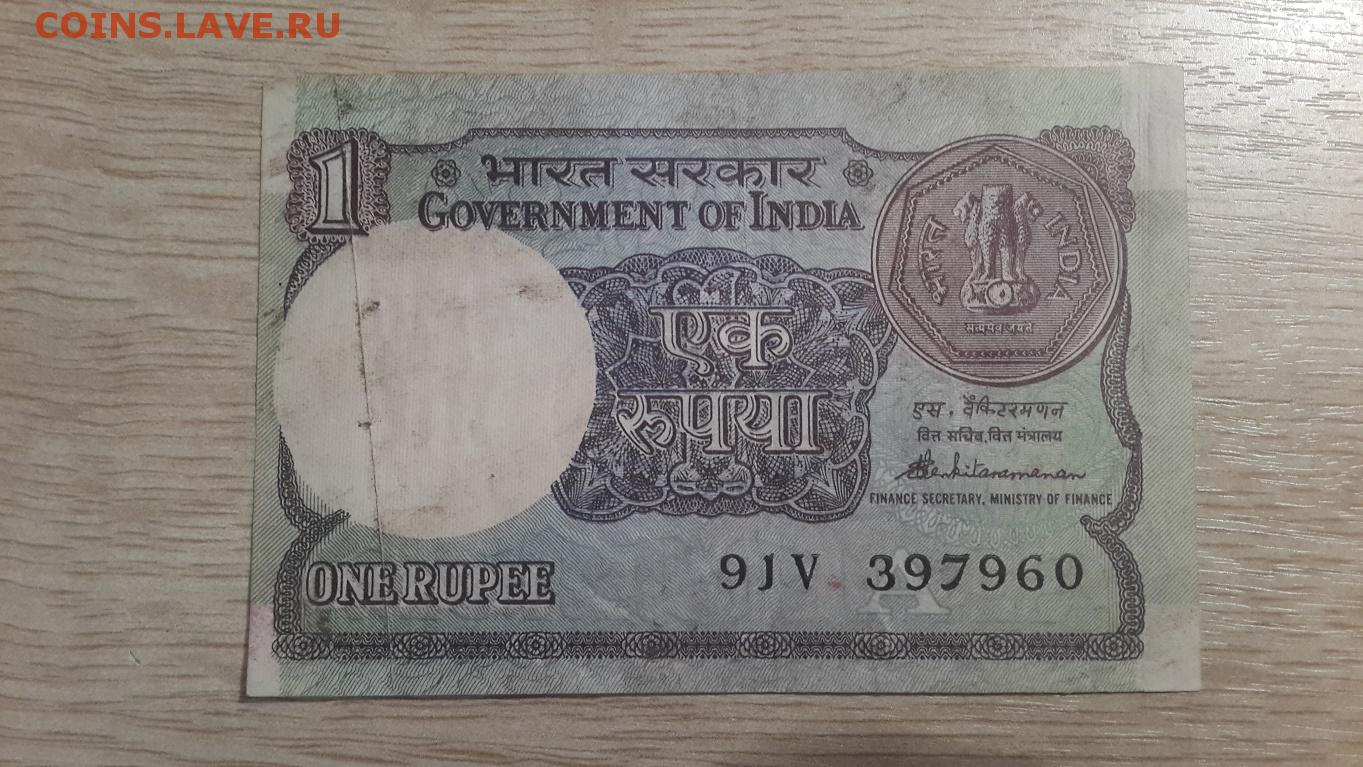 COINS.LAVE.RU
1
भारत सरकार
GOVERNMENT OF INDIA
भारत
INDIA
सत्यमेव जयते
एक
रूपया
एस. वेंकिटरमणन
वित्त सचिव, वित्त मंत्रालय
S Venkitaramanan
FINANCE SECRETARY, MINISTRY OF FINANCE
ONE RUPEE
9JV 397960
A